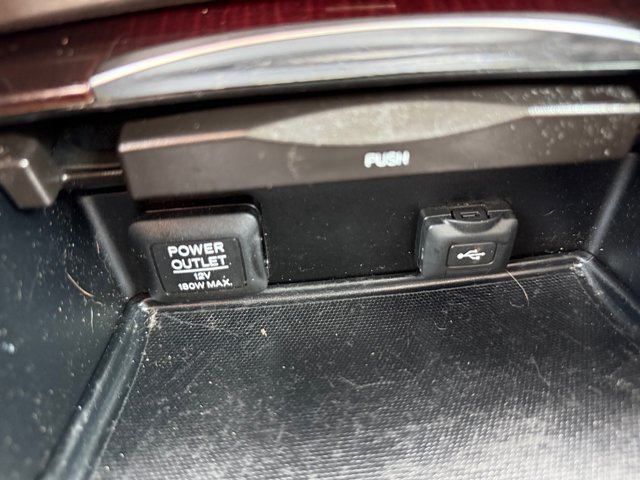 PUSH
POWER
OUTLET
12V
180W MAX.